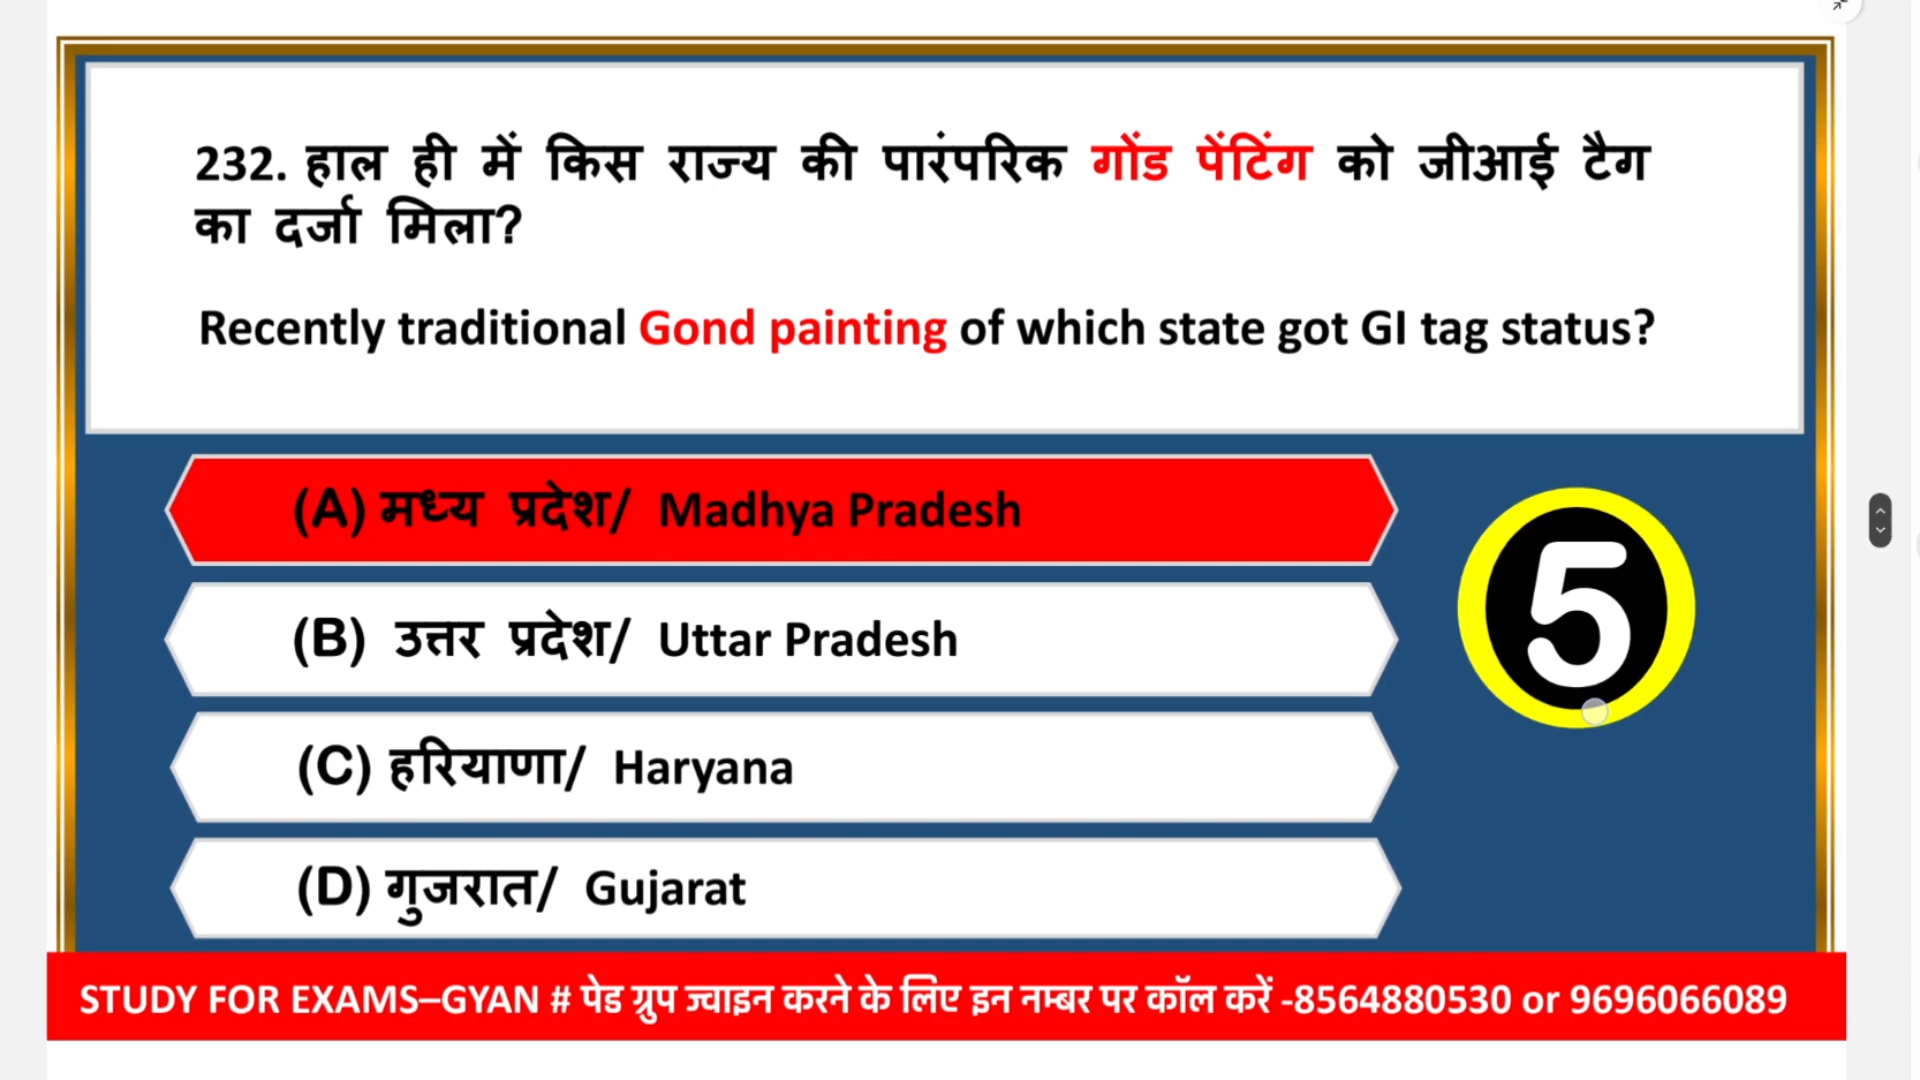 232. हाल ही में किस राज्य की पारंपरिक गोंड पेंटिंग को जीआई टैग
का दर्जा मिला?
Recently traditional Gond painting of which state got GI tag status?
(A) मध्य प्रदेश/ Madhya Pradesh
(B) उत्तर प्रदेश/ Uttar Pradesh
(C) हरियाणा/ Haryana
(D) गुजरात/ Gujarat
5
STUDY FOR EXAMS–GYAN # पेड ग्रुप ज्वाइन करने के लिए इन नम्बर पर कॉल करें -8564880530 or 9696066089